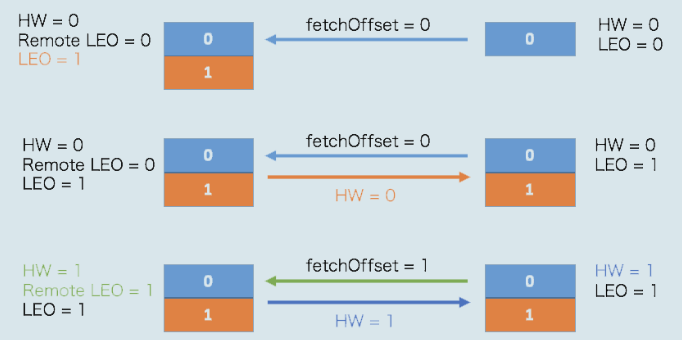 HW = 0
Remote LEO = 0
LEO = 1
0
1
fetchOffset = 0
0
HW = 0
LEO = 0
HW = 0
Remote LEO = 0
LEO = 1
0
1
fetchOffset = 0
HW = 0
0
1
HW = 0
LEO = 1
HW = 1
Remote LEO = 1
LEO = 1
0
1
fetchOffset = 1
HW = 1
0
1
HW = 1
LEO = 1